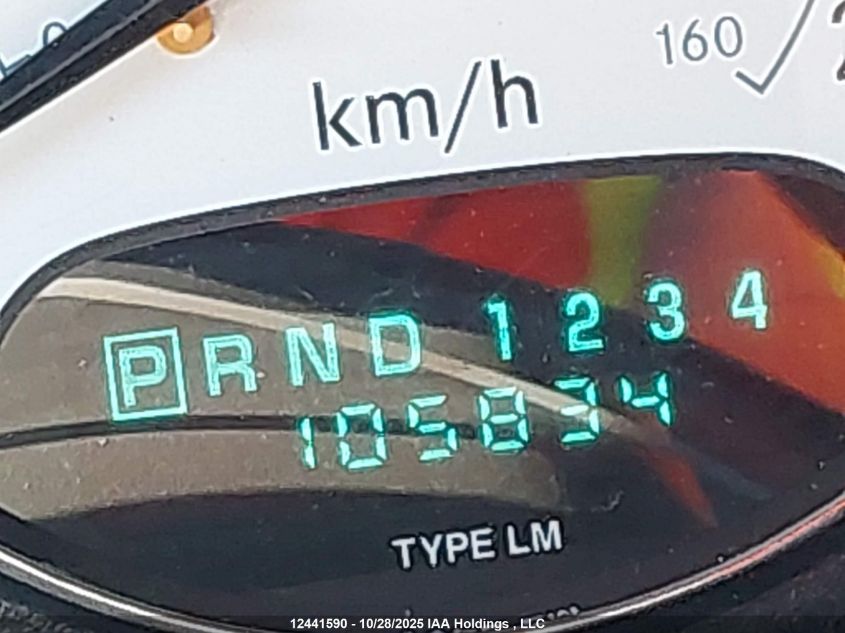 160
km/h
P R N D 1 2 3 4
105834
TYPE LM
12441590 - 10/28/2025 IAA Holdings , LLC